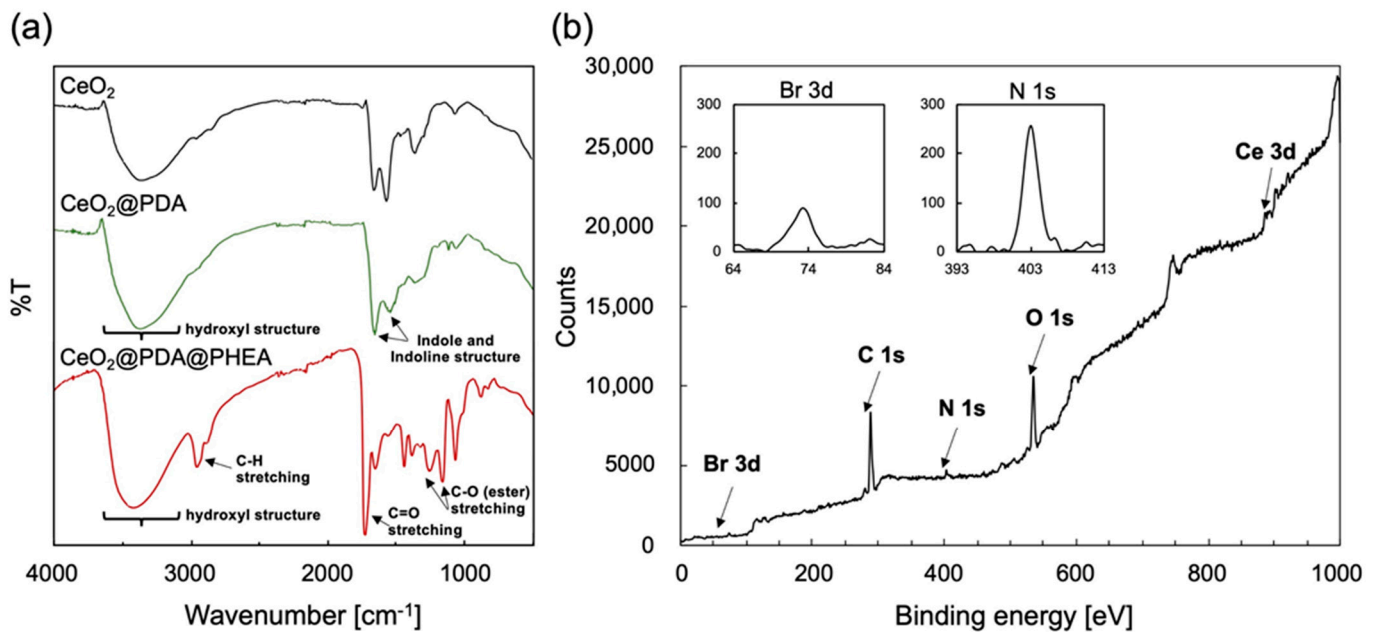 (a)
CeO2
CeO2@PDA
hydroxyl structure
Indole and
Indoline structure
CeO2@PDA@PHEA
C-H
stretching
C-O (ester)
stretching
C=O
stretching
hydroxyl structure
%T
4000 3000 2000 1000
Wavenumber [cm-1]
(b)
30,000
25,000
20,000
15,000
10,000
5000
0
Counts
Br 3d
300
200
100
0
64 74 84
N 1s
300
200
100
0
393 403 413
Ce 3d
O 1s
C 1s
N 1s
Br 3d
0 200 400 600 800 1000
Binding energy [eV]